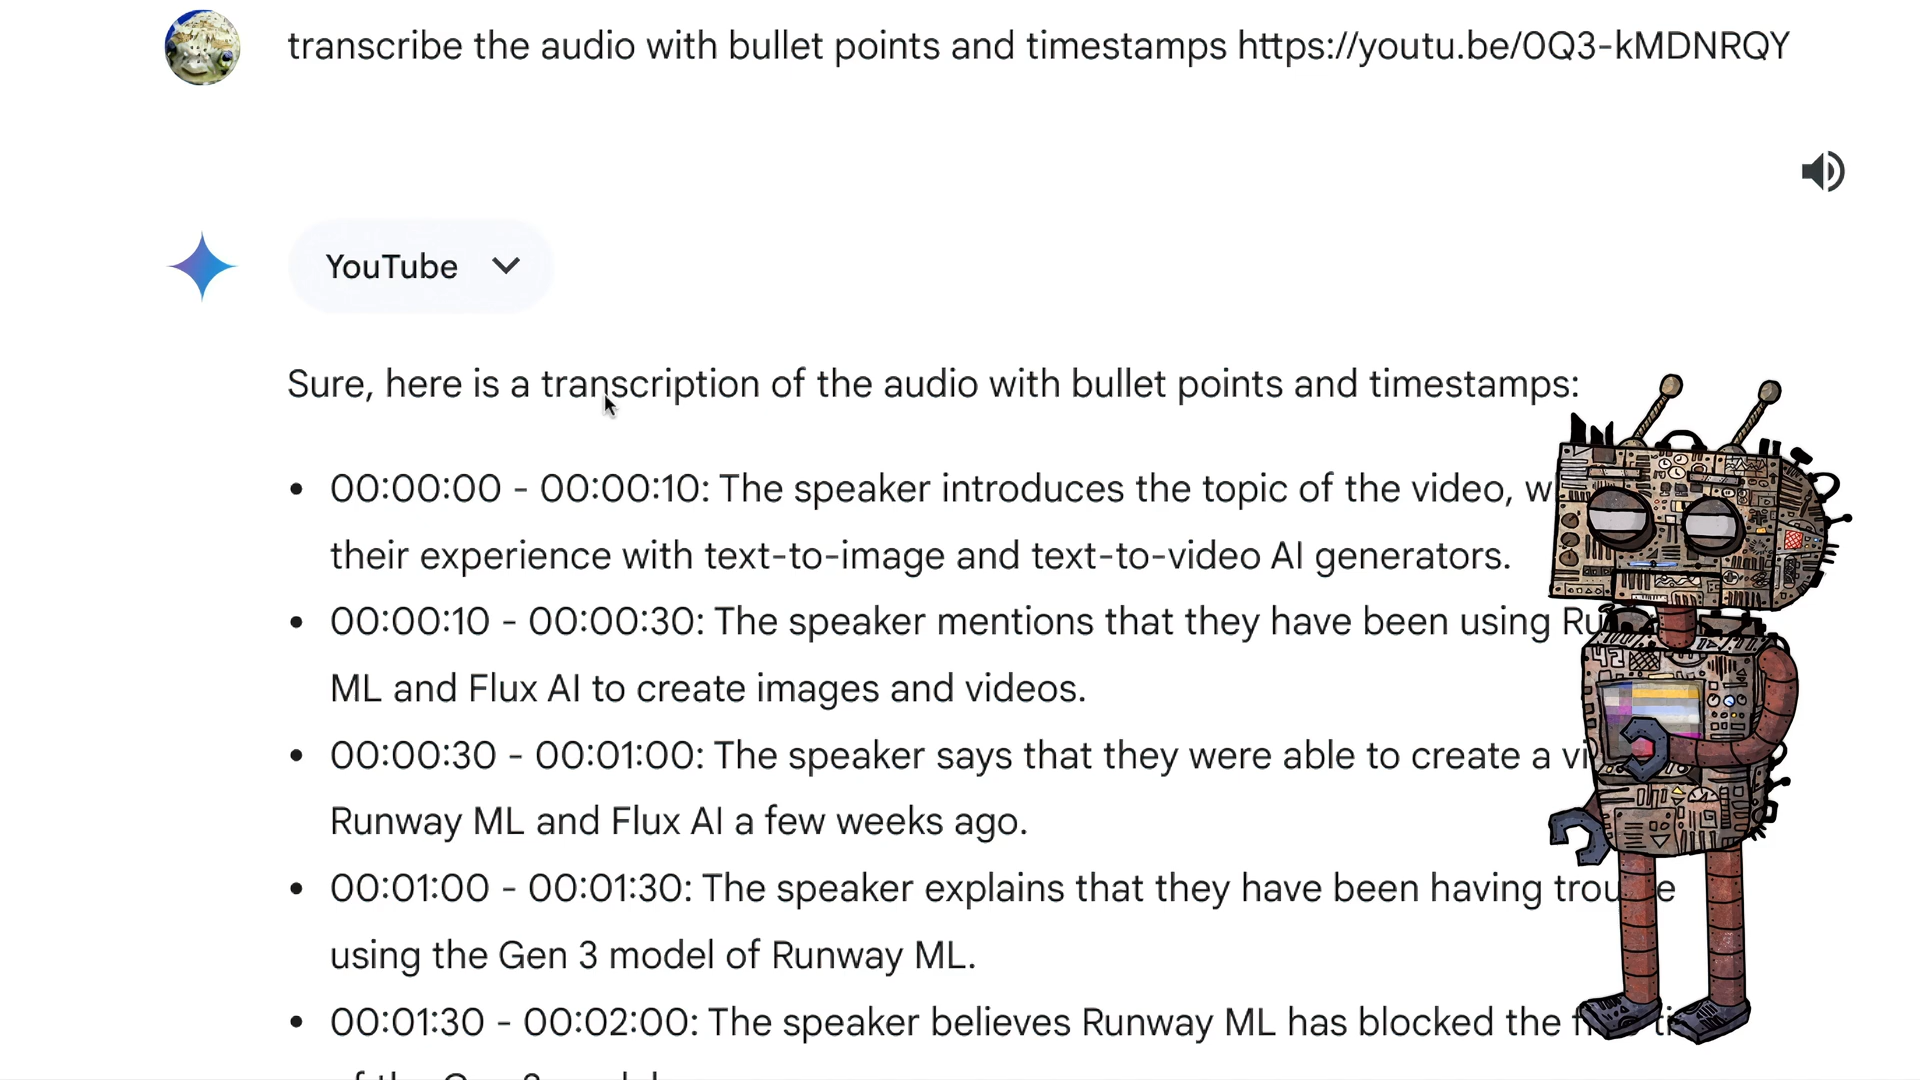 transcribe the audio with bullet points and timestamps https://youtu.be/0Q3-kMDNRQY
YouTube
Sure, here is a transcription of the audio with bullet points and timestamps:
• 00:00:00 - 00:00:10: The speaker introduces the topic of the video,
their experience with text-to-image and text-to-video AI generators.
• 00:00:10 - 00:00:30: The speaker mentions that they have been using
ML and Flux AI to create images and videos.
• 00:00:30 - 00:01:00: The speaker says that they were able to create a
Runway ML and Flux AI a few weeks ago.
• 00:01:00 - 00:01:30: The speaker explains that they have been having
using the Gen 3 model of Runway ML.
• 00:01:30 - 00:02:00: The speaker believes Runway ML has blocked the
42